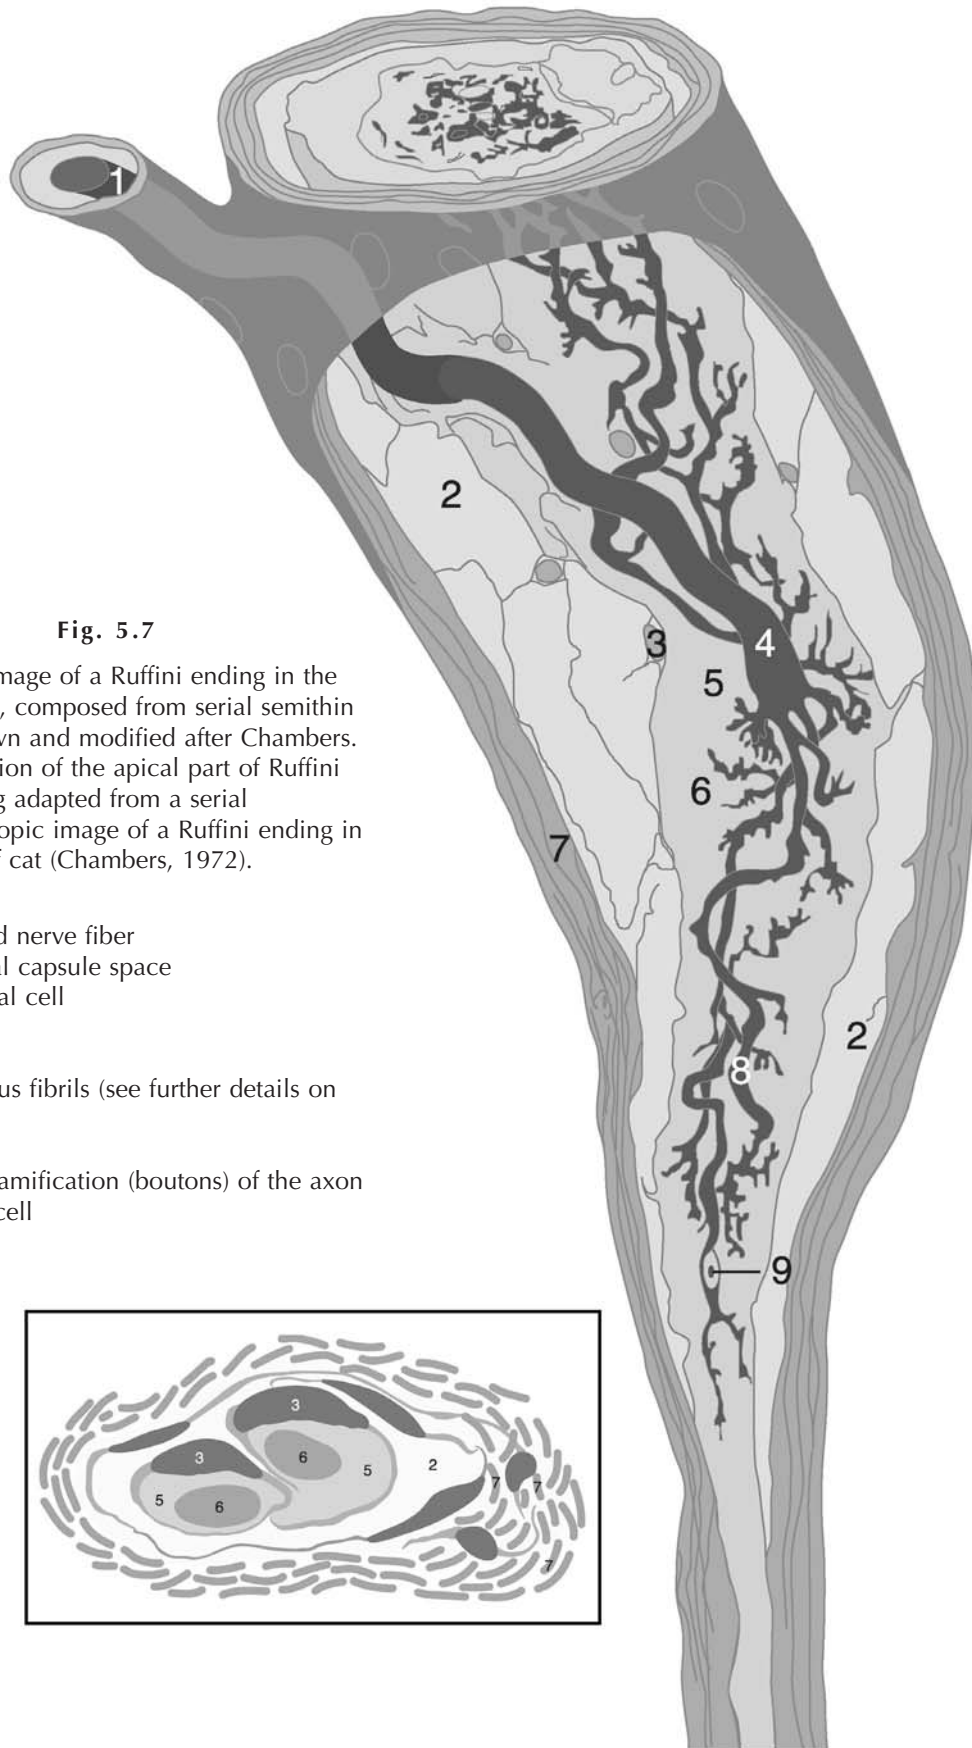 1
2
Fig. 5.7
3
4
mage of a Ruffini ending in the
5
, composed from serial semithin
wn and modified after Chambers.
ion of the apical part of Ruffini
6
g adapted from a serial
opic image of a Ruffini ending in
7
f cat (Chambers, 1972).
d nerve fiber
al capsule space
al cell
2
8
us fibrils (see further details on
amification (boutons) of the axon
cell
9
3
3
6
5
2
7
7
5
6
7